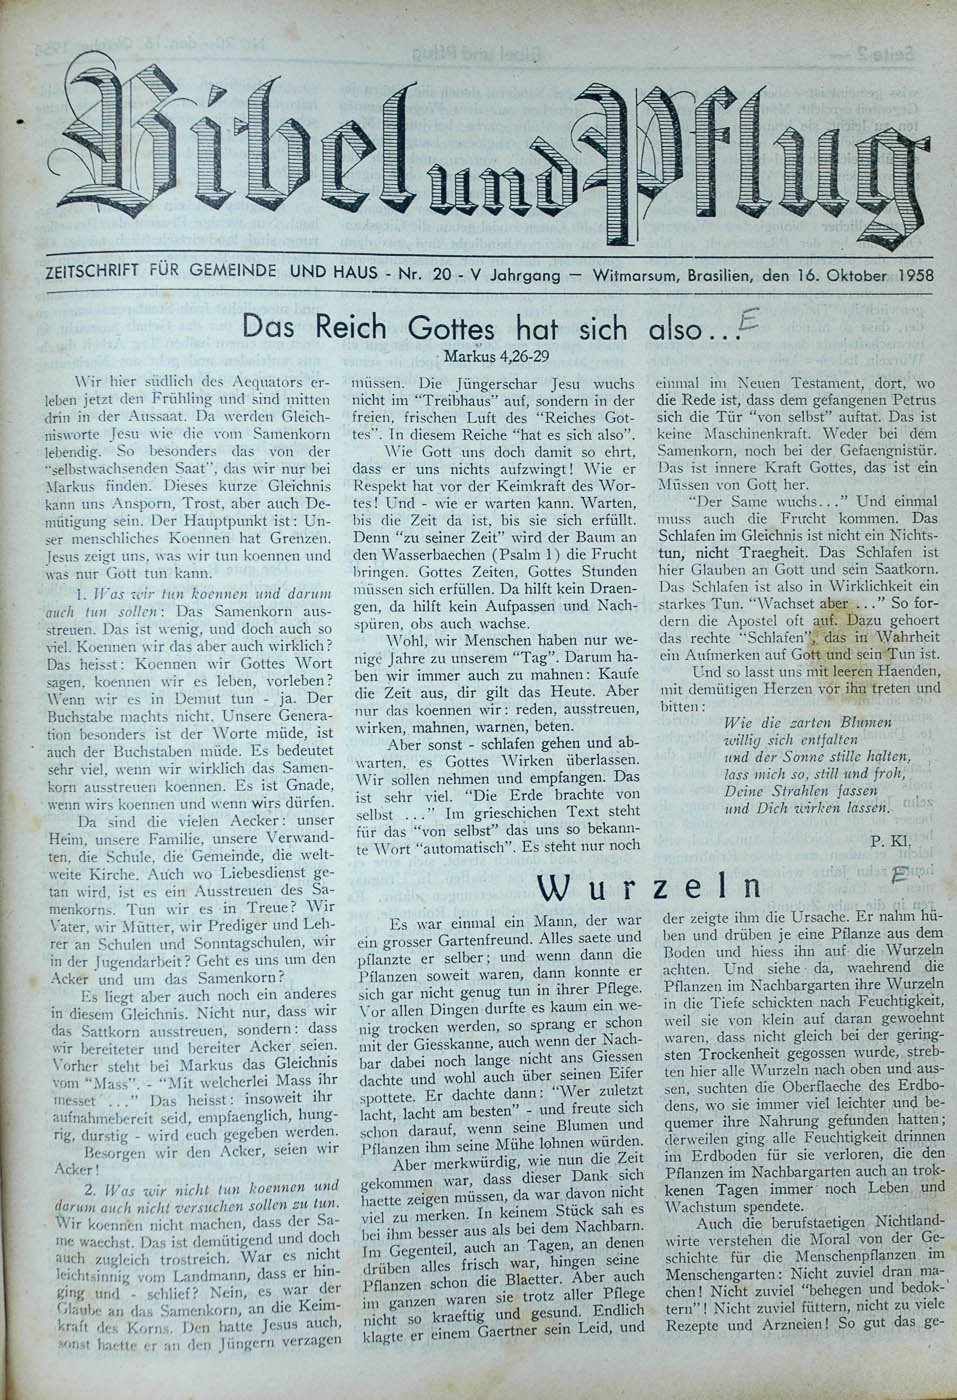 Bibel und Pflug
ZEITSCHRIFT FÜR GEMEINDE UND HAUS - Nr. 20 - V Jahrgang — Witmarsum, Brasilien, den 16. Oktober 1958
Das Reich Gottes hat sich also... E
Markus 4,26-29
Wir hier südlich des Aequators er-
leben jetzt den Frühling und sind mitten
drin in der Aussaat. Da werden Gleich-
nisworte Jesu wie die vom Samenkorn
lebendig. So besonders das von der
"selbstwachsenden Saat", das wir nur bei
Markus finden. Dieses kurze Gleichnis
kann uns Ansporn, Trost, aber auch De-
mütigung sein. Der Hauptpunkt ist: Un-
ser menschliches Koennen hat Grenzen.
Jesus zeigt uns, was wir tun koennen und
was nur Gott tun kann.
1. Was wir tun koennen und darum
auch tun sollen: Das Samenkorn aus-
streuen. Das ist wenig, und doch auch so
viel. Koennen wir das aber auch wirklich?
Das heisst: Koennen wir Gottes Wort
sagen, koennen wir es leben, vorleben?
Wenn wir es in Demut tun - ja. Der
Buchstabe machts nicht. Unsere Genera-
tion besonders ist der Worte müde, ist
auch der Buchstaben müde. Es bedeutet
sehr viel, wenn wir wirklich das Samen-
korn ausstreuen koennen. Es ist Gnade,
wenn wirs koennen und wenn wirs dürfen.
Da sind die vielen Aecker: unser
Heim, unsere Familie, unsere Verwand-
ten, die Schule, die Gemeinde, die welt-
weite Kirche. Auch wo Liebesdienst ge-
tan wird, ist es ein Ausstreuen des Sa-
menkorns. Tun wir es in Treue? Wir
Väter, wir Mütter, wir Prediger und Leh-
rer an Schulen und Sonntagschulen, wir
in der Jugendarbeit? Geht es uns um den
Acker und um das Samenkorn?
Es liegt aber auch noch ein anderes
in diesem Gleichnis. Nicht nur, dass wir
das Sattkorn ausstreuen, sondern: dass
wir bereiteter und bereiter Acker seien.
Vorher steht bei Markus das Gleichnis
vom "Mass". - "Mit welcherlei Mass ihr
messet ..." Das heisst: insoweit ihr
aufnahmebereit seid, empfaenglich, hung-
rig, durstig - wird euch gegeben werden.
Besorgen wir den Acker, seien wir
Acker!
2. Was wir nicht tun koennen und
darum auch nicht versuchen sollen zu tun.
Wir koennen nicht machen, dass der Sa-
me waechst. Das ist demütigend und doch
auch zugleich trostreich. War es nicht
leichtsinnig vom Landmann, dass er hin-
ging und - schlief? Nein, es war der
Glaube an das Samenkorn, an die Keim-
kraft des Korns. Den hatte Jesus auch,
sonst haette er an den Jüngern verzagen
müssen. Die Jüngerschar Jesu wuchs
nicht im "Treibhaus" auf, sondern in der
freien, frischen Luft des "Reiches Got-
tes". In diesem Reiche "hat es sich also".
Wie Gott uns doch damit so ehrt,
dass er uns nichts aufzwingt! Wie er
Respekt hat vor der Keimkraft des Wor-
tes! Und - wie er warten kann. Warten,
bis die Zeit da ist, bis sie sich erfüllt.
Denn "zu seiner Zeit" wird der Baum an
den Wasserbaechen (Psalm 1) die Frucht
bringen. Gottes Zeiten, Gottes Stunden
müssen sich erfüllen. Da hilft kein Draen-
gen, da hilft kein Aufpassen und Nach-
spüren, obs auch wachse.
Wohl, wir Menschen haben nur we-
nige Jahre zu unserem "Tag". Darum ha-
ben wir immer auch zu mahnen: Kaufe
die Zeit aus, dir gilt das Heute. Aber
nur das koennen wir: reden, ausstreuen,
wirken, mahnen, warnen, beten.
Aber sonst - schlafen gehen und ab-
warten, es Gottes Wirken überlassen.
Wir sollen nehmen und empfangen. Das
ist sehr viel. "Die Erde brachte von
selbst ..." Im grieschichen Text steht
für das "von selbst" das uns so bekann-
te Wort "automatisch". Es steht nur noch
einmal im Neuen Testament, dort, wo
die Rede ist, dass dem gefangenen Petrus
sich die Tür "von selbst" auftat. Das ist
keine Maschinenkraft. Weder bei dem
Samenkorn, noch bei der Gefaengnistür.
Das ist innere Kraft Gottes, das ist ein
Müssen von Gott her.
"Der Same wuchs..." Und einmal
muss auch die Frucht kommen. Das
Schlafen im Gleichnis ist nicht ein Nichts-
tun, nicht Traegheit. Das Schlafen ist
hier Glauben an Gott und sein Saatkorn.
Das Schlafen ist also in Wirklichkeit ein
starkes Tun. "Wachset aber ..." So for-
dern die Apostel oft auf. Dazu gehoert
das rechte "Schlafen", das in Wahrheit
ein Aufmerken auf Gott und sein Tun ist.
Und so lasst uns mit leeren Haenden,
mit demütigen Herzen vor ihn treten und
bitten:
Wie die zarten Blumen
willig sich entfalten
und der Sonne stille halten,
lass mich so, still und froh,
Deine Strahlen fassen
und Dich wirken lassen.
P. Kl.
Wurzeln E
Es war einmal ein Mann, der war
ein grosser Gartenfreund. Alles saete und
pflanzte er selber; und wenn dann die
Pflanzen soweit waren, dann konnte er
sich gar nicht genug tun in ihrer Pflege.
Vor allen Dingen durfte es kaum ein we-
nig trocken werden, so sprang er schon
mit der Giesskanne, auch wenn der Nach-
bar dabei noch lange nicht ans Giessen
dachte und wohl auch über seinen Eifer
spottete. Er dachte dann: "Wer zuletzt
lacht, lacht am besten" - und freute sich
schon darauf, wenn seine Blumen und
Pflanzen ihm seine Mühe lohnen würden.
Aber merkwürdig, wie nun die Zeit
gekommen war, dass dieser Dank sich
haette zeigen müssen, da war davon nicht
viel zu merken. In keinem Stück sah es
bei ihm besser aus als bei dem Nachbarn.
Im Gegenteil, auch an Tagen, an denen
drüben alles frisch war, hingen seine
Pflanzen schon die Blaetter. Aber auch
im ganzen waren sie trotz aller Pflege
nicht so kraeftig und gesund. Endlich
klagte er einem Gaertner sein Leid, und
der zeigte ihm die Ursache. Er nahm hü-
ben und drüben je eine Pflanze aus dem
Boden und hiess ihn auf die Wurzeln
achten. Und siehe da, waehrend die
Pflanzen im Nachbargarten ihre Wurzeln
in die Tiefe schickten nach Feuchtigkeit,
weil sie von klein auf daran gewoehnt
waren, dass nicht gleich bei der gering-
sten Trockenheit gegossen wurde, streb-
ten hier alle Wurzeln nach oben und aus-
sen, suchten die Oberflaeche des Erdbo-
dens, wo sie immer viel leichter und be-
quemer ihre Nahrung gefunden hatten;
derweilen ging alle Feuchtigkeit drinnen
im Erdboden für sie verloren, die den
Pflanzen im Nachbargarten auch an trok-
kenen Tagen immer noch Leben und
Wachstum spendete.
Auch die berufstaetigen Nichtland-
wirte verstehen die Moral von der Ge-
schichte für die Menschenpflanzen im
Menschengarten: Nicht zuviel dran ma-
chen! Nicht zuviel "behegen und bedok-
tern"! Nicht zuviel füttern, nicht zu viele
Rezepte und Arzneien! So gut das ge-